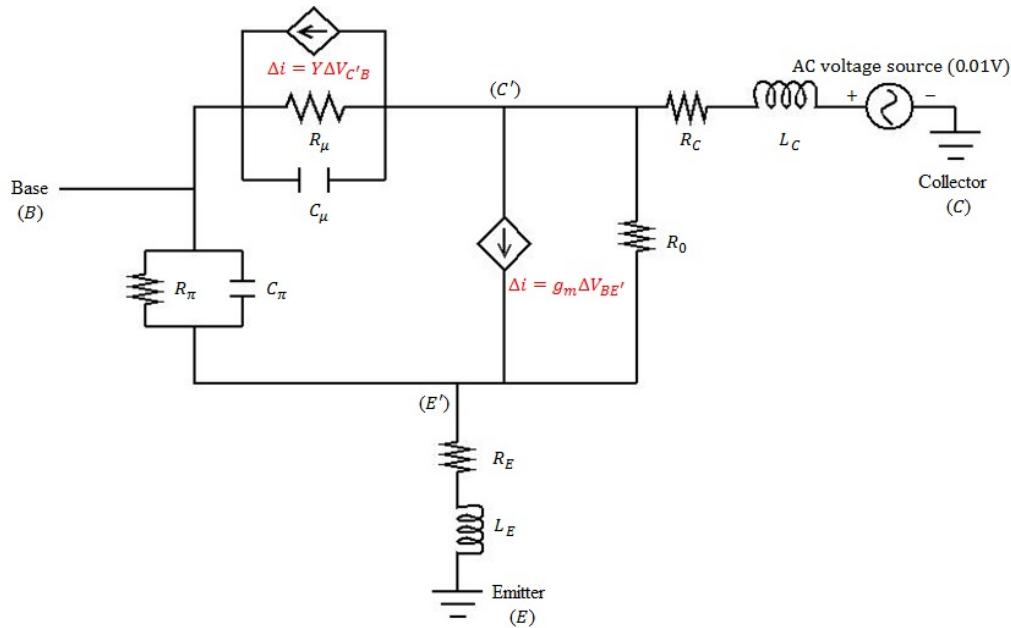 Δi = YΔV_{C'B}
AC voltage source (0.01V)
(C')
+
−
R_μ
R_C
L_C
Collector
(C)
Base
(B)
C_μ
R_π
C_π
R_0
Δi = g_mΔV_{BE'}
(E')
R_E
L_E
Emitter
(E)